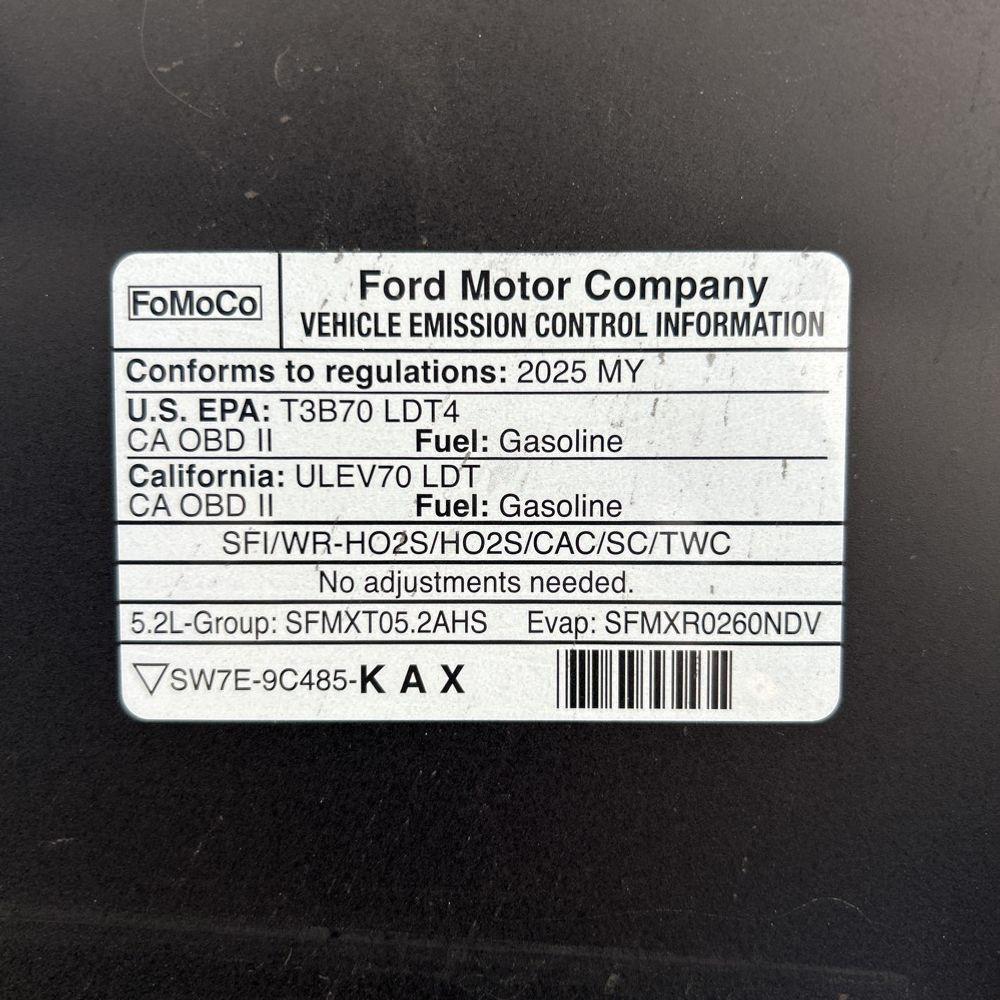 FoMoCo
Ford Motor Company
VEHICLE EMISSION CONTROL INFORMATION
Conforms to regulations: 2025 MY
U.S. EPA: T3B70 LDT4
CA OBD II Fuel: Gasoline
California: ULEV70 LDT
CA OBD II Fuel: Gasoline
SFI/WR-HO2S/HO2S/CAC/SC/TWC
No adjustments needed.
5.2L-Group: SFMXT05.2AHS Evap: SFMXR0260NDV
SW7E-9C485-K A X